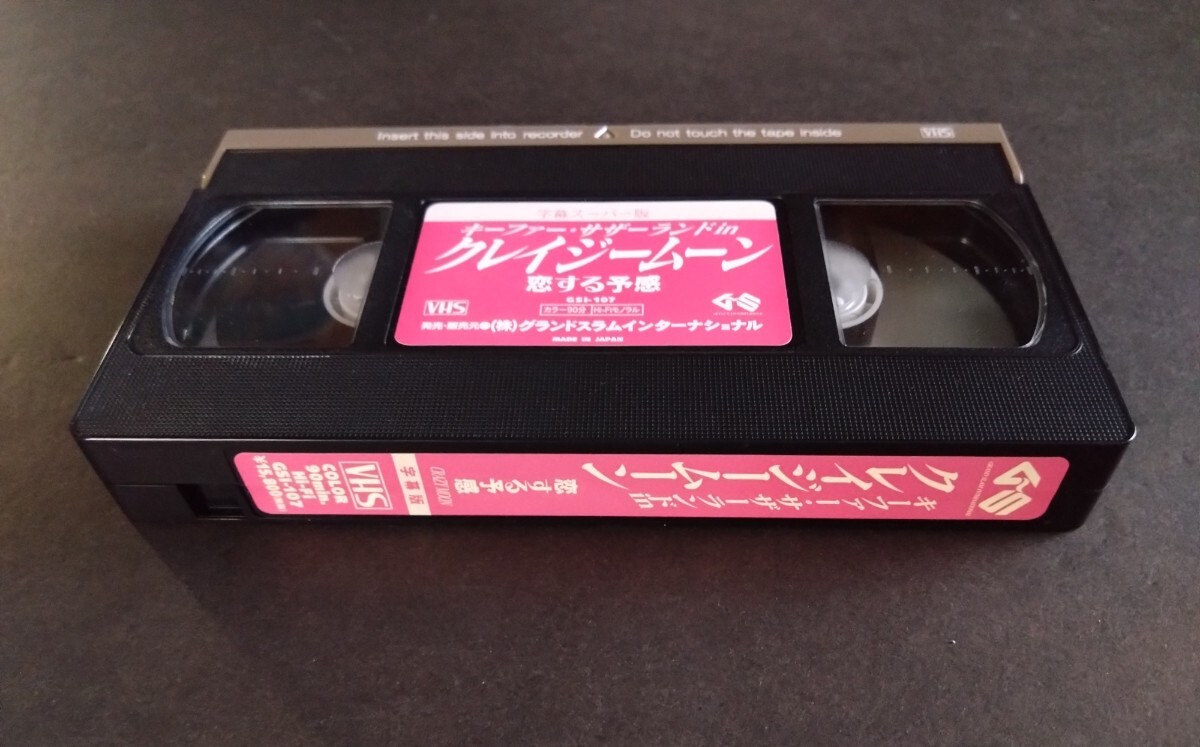 Insert this side into recorder Do not touch the tape inside VHS
字幕スーパー版
キーファー・サザーランドin
クレイジームーン
恋する予感
GSI-107
VHS カラー90分 Hi-Fiモノラル GS
発売・販売元●(株)グランドスラムインターナショナル
MADE IN JAPAN
GS
キーファー・サザーランドin
クレイジームーン
恋する予感
CRAZY MOON
字幕版
VHS
COLOR
90min.
HI-FI
GSI-107